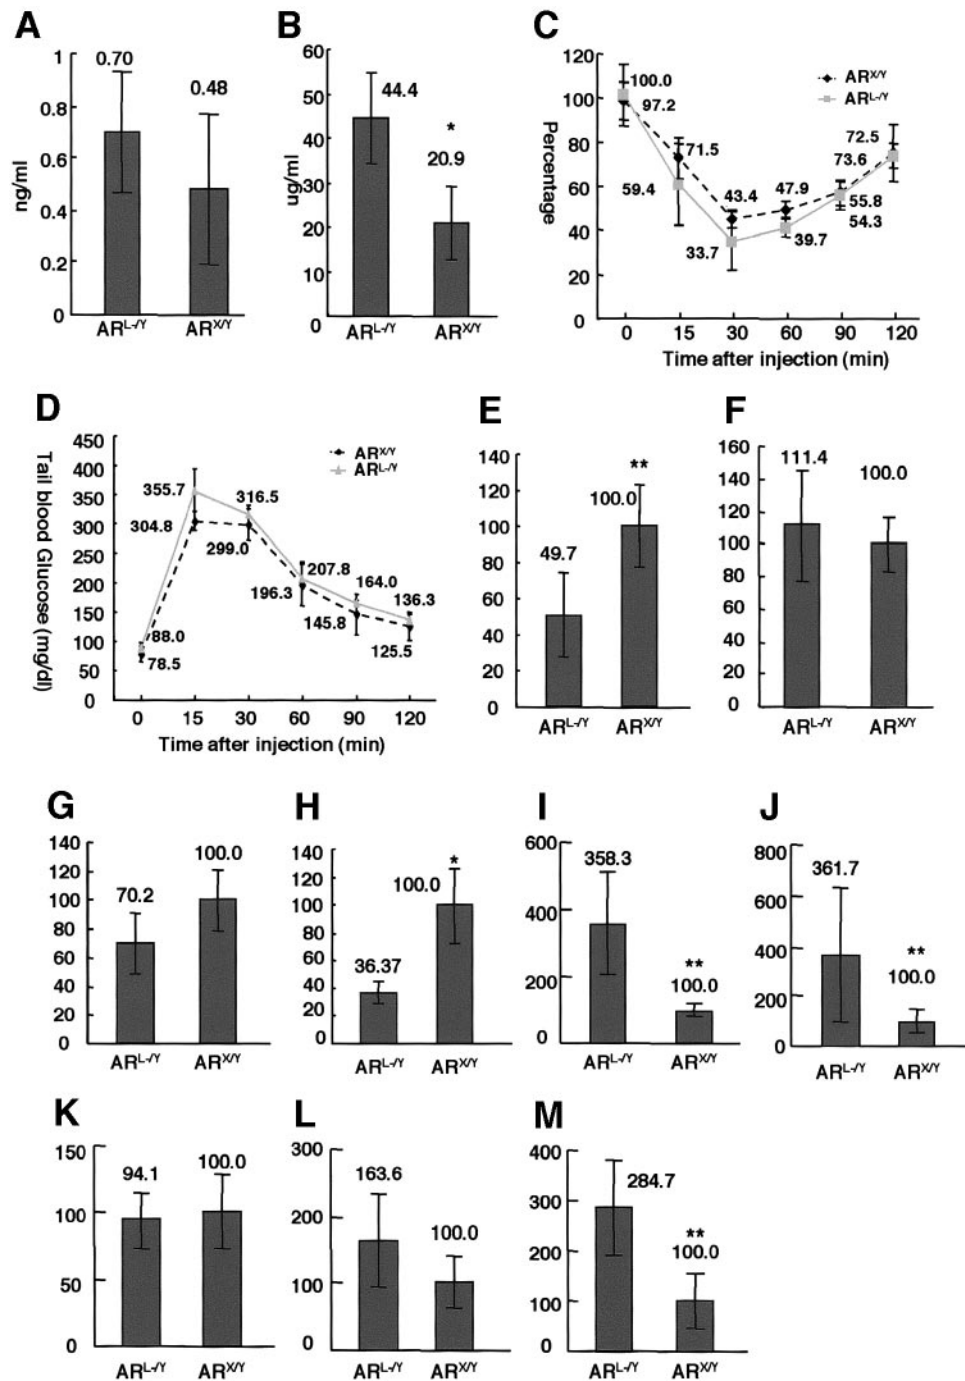 A
ng/ml
1
0.8
0.6
0.4
0.2
0
0.70
0.48
AR^L-/Y
AR^X/Y
B
ug/ml
60
50
40
30
20
10
0
44.4
*
20.9
AR^L-/Y
AR^X/Y
C
Percentage
120
100
80
60
40
20
0
AR^X/Y
AR^L-/Y
100.0
97.2
71.5
59.4
43.4
33.7
47.9
39.7
72.5
73.6
55.8
54.3
0 15 30 60 90 120
Time after injection (min)
D
Tail blood Glucose (mg/dl)
450
400
350
300
250
200
150
100
50
0
AR^X/Y
AR^L-/Y
355.7
316.5
304.8
299.0
207.8
196.3
164.0
145.8
136.3
125.5
88.0
78.5
0 15 30 60 90 120
Time after injection (min)
E
140
120
100
80
60
40
20
0
**
100.0
49.7
AR^L-/Y
AR^X/Y
F
160
140
120
100
80
60
40
20
0
111.4
100.0
AR^L-/Y
AR^X/Y
G
140
120
100
80
60
40
20
0
70.2
100.0
AR^L-/Y
AR^X/Y
H
120
100
80
60
40
20
0
140
*
100.0
36.37
AR^L-/Y
AR^X/Y
I
600
400
200
0
358.3
**
100.0
AR^L-/Y
AR^X/Y
J
800
600
400
200
0
361.7
**
100.0
AR^L-/Y
AR^X/Y
K
150
100
50
0
94.1
100.0
AR^L-/Y
AR^X/Y
L
300
200
100
0
163.6
100.0
AR^L-/Y
AR^X/Y
M
400
300
200
100
0
284.7
**
100.0
AR^L-/Y
AR^X/Y